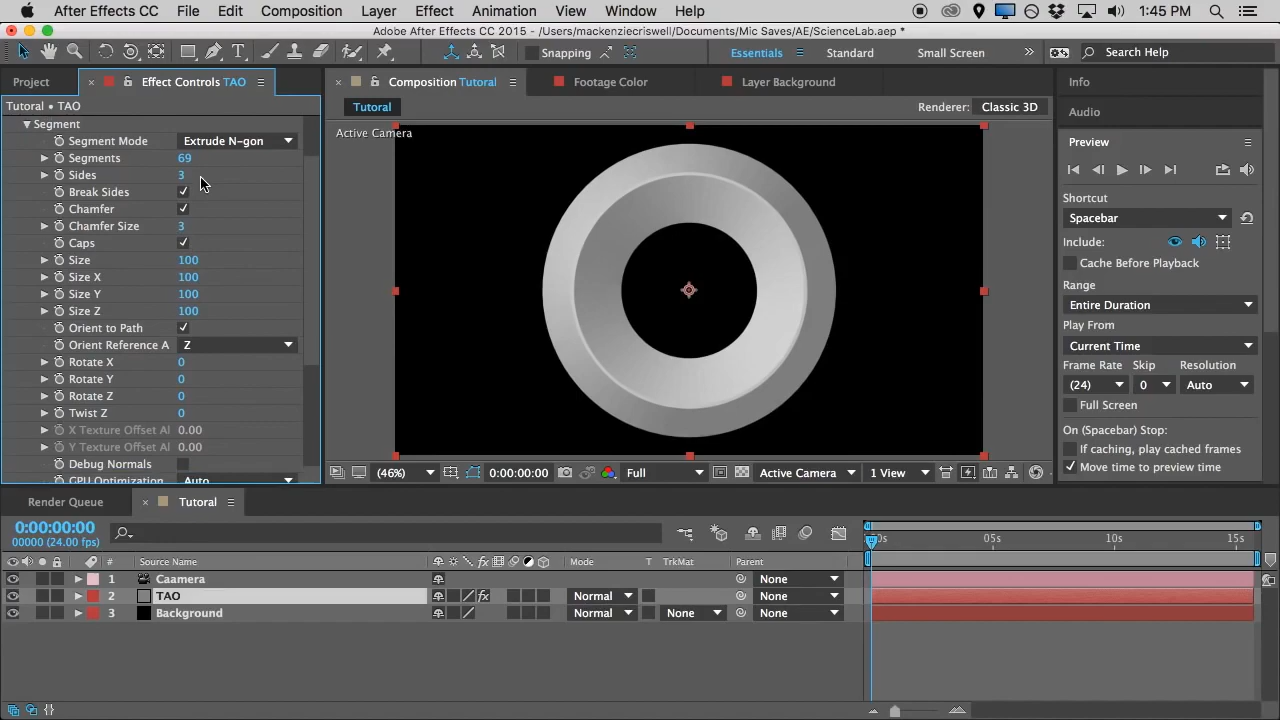 After Effects CC File Edit Composition Layer Effect Animation View Window Help 1:45 PM
Adobe After Effects CC 2015 - /Users/mackenziecriswell/Documents/Mic Saves/AE/ScienceLab.aep *
Snapping Essentials Standard Small Screen Search Help
Project Effect Controls TAO Composition Tutorial Footage Color Layer Background Info
Tutorial • TAO
Tutorial Renderer: Classic 3D
Audio
Segment
Active Camera
Segment Mode Extrude N-gon
Segments 69
Sides 3
Break Sides
Chamfer
Chamfer Size 3
Caps
Size 100
Size X 100
Size Y 100
Size Z 100
Orient to Path
Orient Reference A Z
Rotate X 0
Rotate Y 0
Rotate Z 0
Twist Z 0
X Texture Offset Al 0.00
Y Texture Offset Al 0.00
Debug Normals
GPU Optimization Auto
(46%) 0:00:00:00 Full Active Camera 1 View
Preview
Shortcut
Spacebar
Include:
Cache Before Playback
Range
Entire Duration
Play From
Current Time
Frame Rate Skip Resolution
(24) 0 Auto
Full Screen
On (Spacebar) Stop:
If caching, play cached frames
Move time to preview time
Render Queue Tutorial
0:00:00:00
00000 (24.00 fps)
05s 10s 15s
# Source Name Mode T TrkMat Parent
1 Caamera None
2 TAO Normal None
3 Background Normal None None